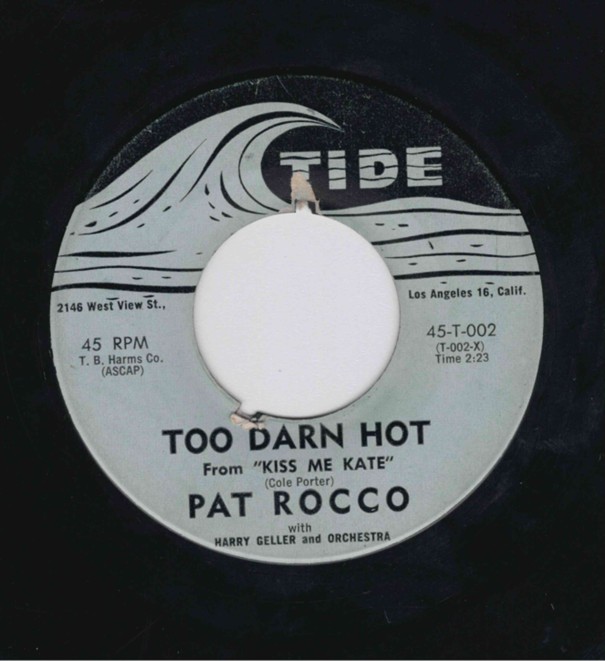 TIDE
2146 West View St.,
Los Angeles 16, Calif.
45 RPM
T. B. Harms Co.
(ASCAP)
45-T-002
(T-002-X)
Time 2:23
TOO DARN HOT
From "KISS ME KATE"
(Cole Porter)
PAT ROCCO
with
HARRY GELLER and ORCHESTRA